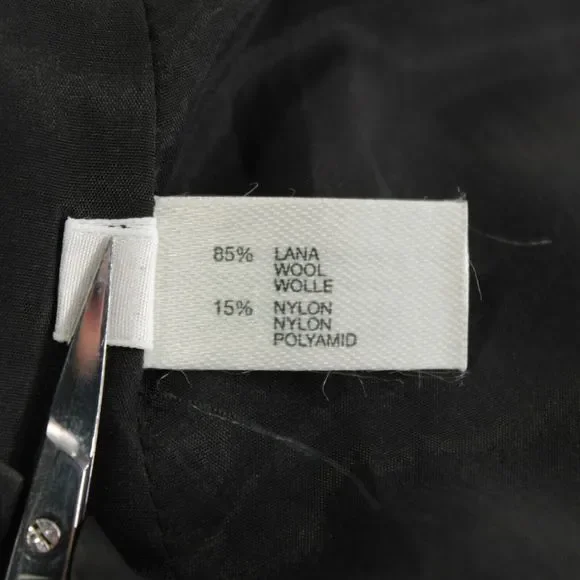 85% LANA
WOOL
WOLLE
15% NYLON
NYLON
POLYAMID